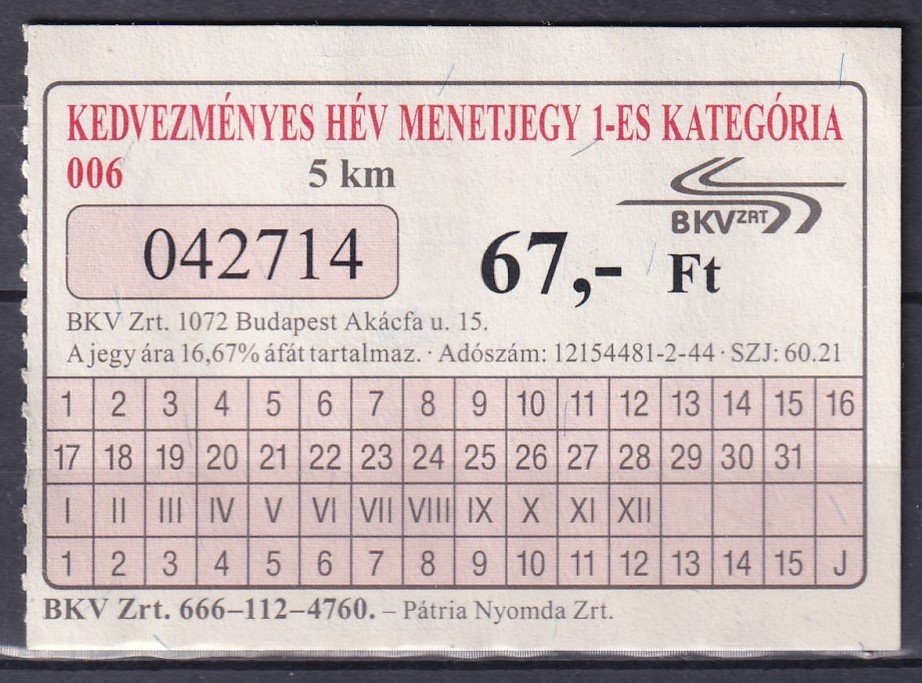 KEDVEZMÉNYES HÉV MENETJEGY 1-ES KATEGÓRIA
006 5 km
BKV ZRT
042714 67,- Ft
BKV Zrt. 1072 Budapest Akácfa u. 15.
A jegy ára 16,67% áfát tartalmaz. · Adószám: 12154481-2-44 · SZJ: 60.21
1 2 3 4 5 6 7 8 9 10 11 12 13 14 15 16
17 18 19 20 21 22 23 24 25 26 27 28 29 30 31
I II III IV V VI VII VIII IX X XI XII
1 2 3 4 5 6 7 8 9 10 11 12 13 14 15 J
BKV Zrt. 666–112–4760. – Pátria Nyomda Zrt.